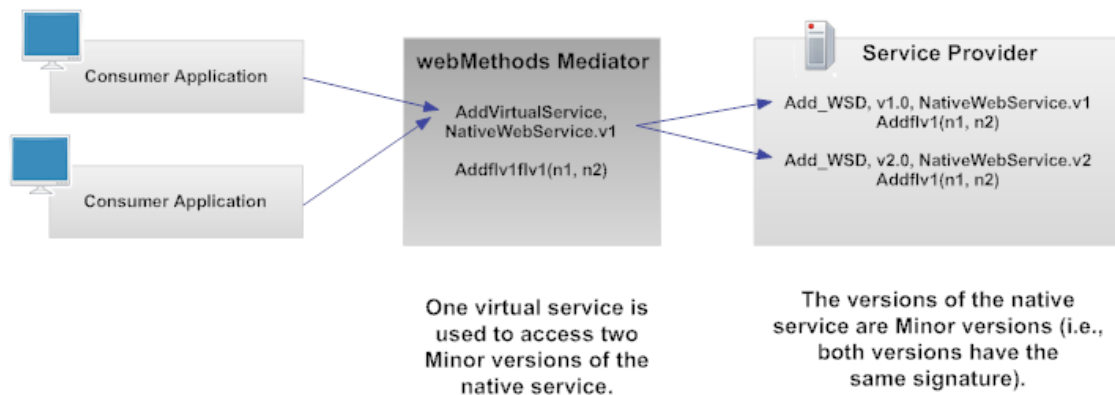 Consumer Application
Consumer Application
webMethods Mediator
AddVirtualService,
NativeWebService.v1
Addflv1flv1(n1, n2)
Service Provider
Add_WSD, v1.0, NativeWebService.v1
Addflv1(n1, n2)
Add_WSD, v2.0, NativeWebService.v2
Addflv1(n1, n2)
One virtual service is
used to access two
Minor versions of the
native service.
The versions of the native
service are Minor versions (i.e.,
both versions have the
same signature).